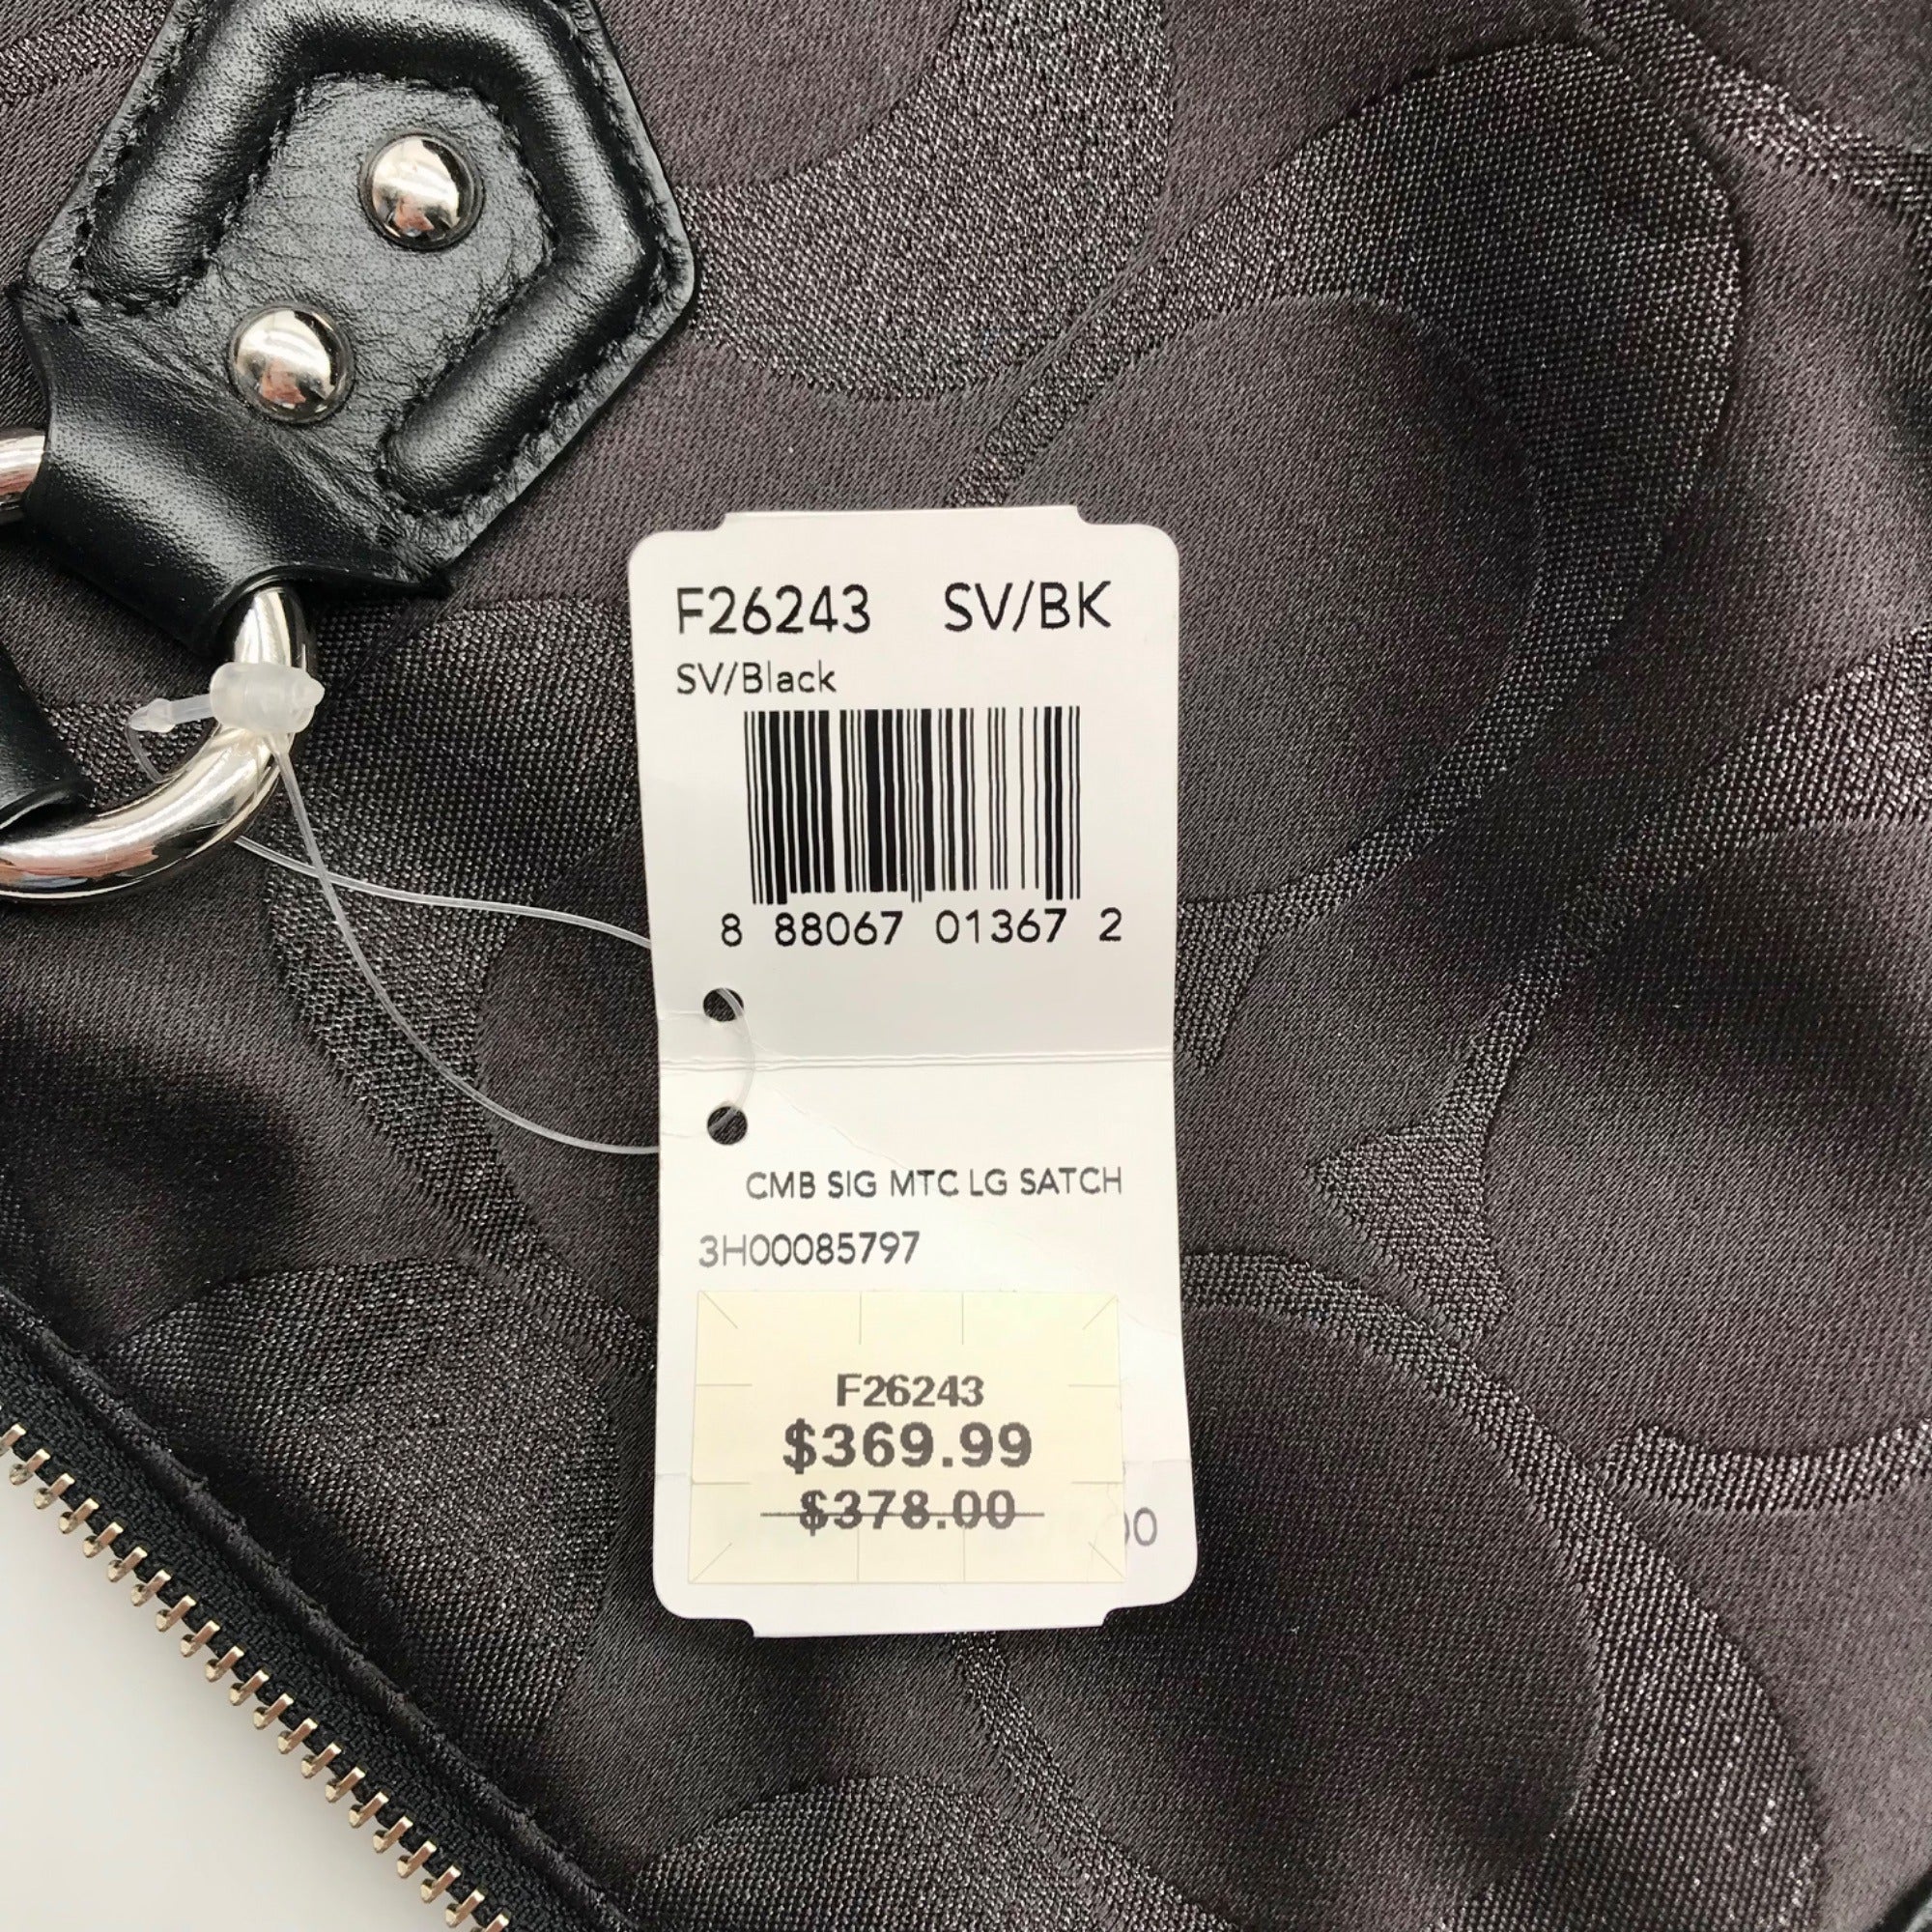 F26243 SV/BK
SV/Black
8 88067 01367 2
CMB SIG MTC LG SATCH
3H00085797
F26243
$369.99
$378.00